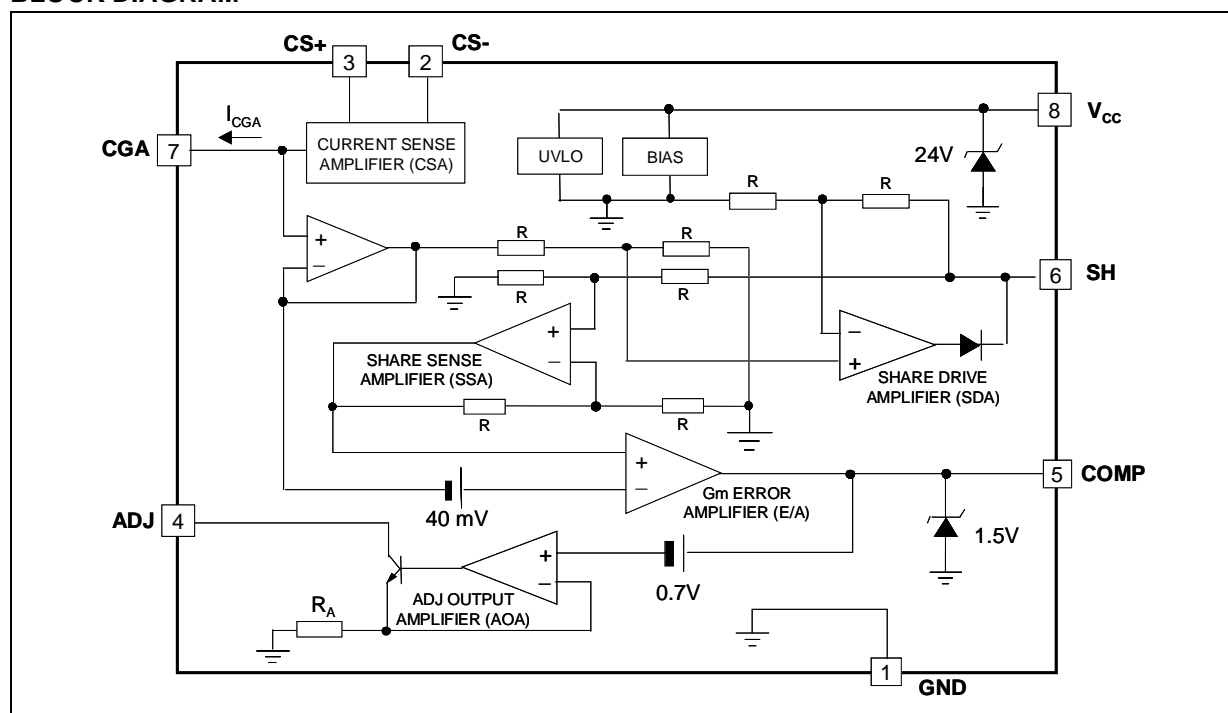 BLOCK DIAGRAM
CS+
CS-
3
2
8
VCC
ICGA
CGA
7
CURRENT SENSE
AMPLIFIER (CSA)
UVLO
BIAS
24V
R
R
+
−
R
R
6
SH
R
R
+
−
SHARE SENSE
AMPLIFIER (SSA)
−
+
SHARE DRIVE
AMPLIFIER (SDA)
R
R
+
−
5
COMP
Gm ERROR
AMPLIFIER (E/A)
40 mV
ADJ
4
1.5V
+
−
0.7V
ADJ OUTPUT
AMPLIFIER (AOA)
RA
1
GND